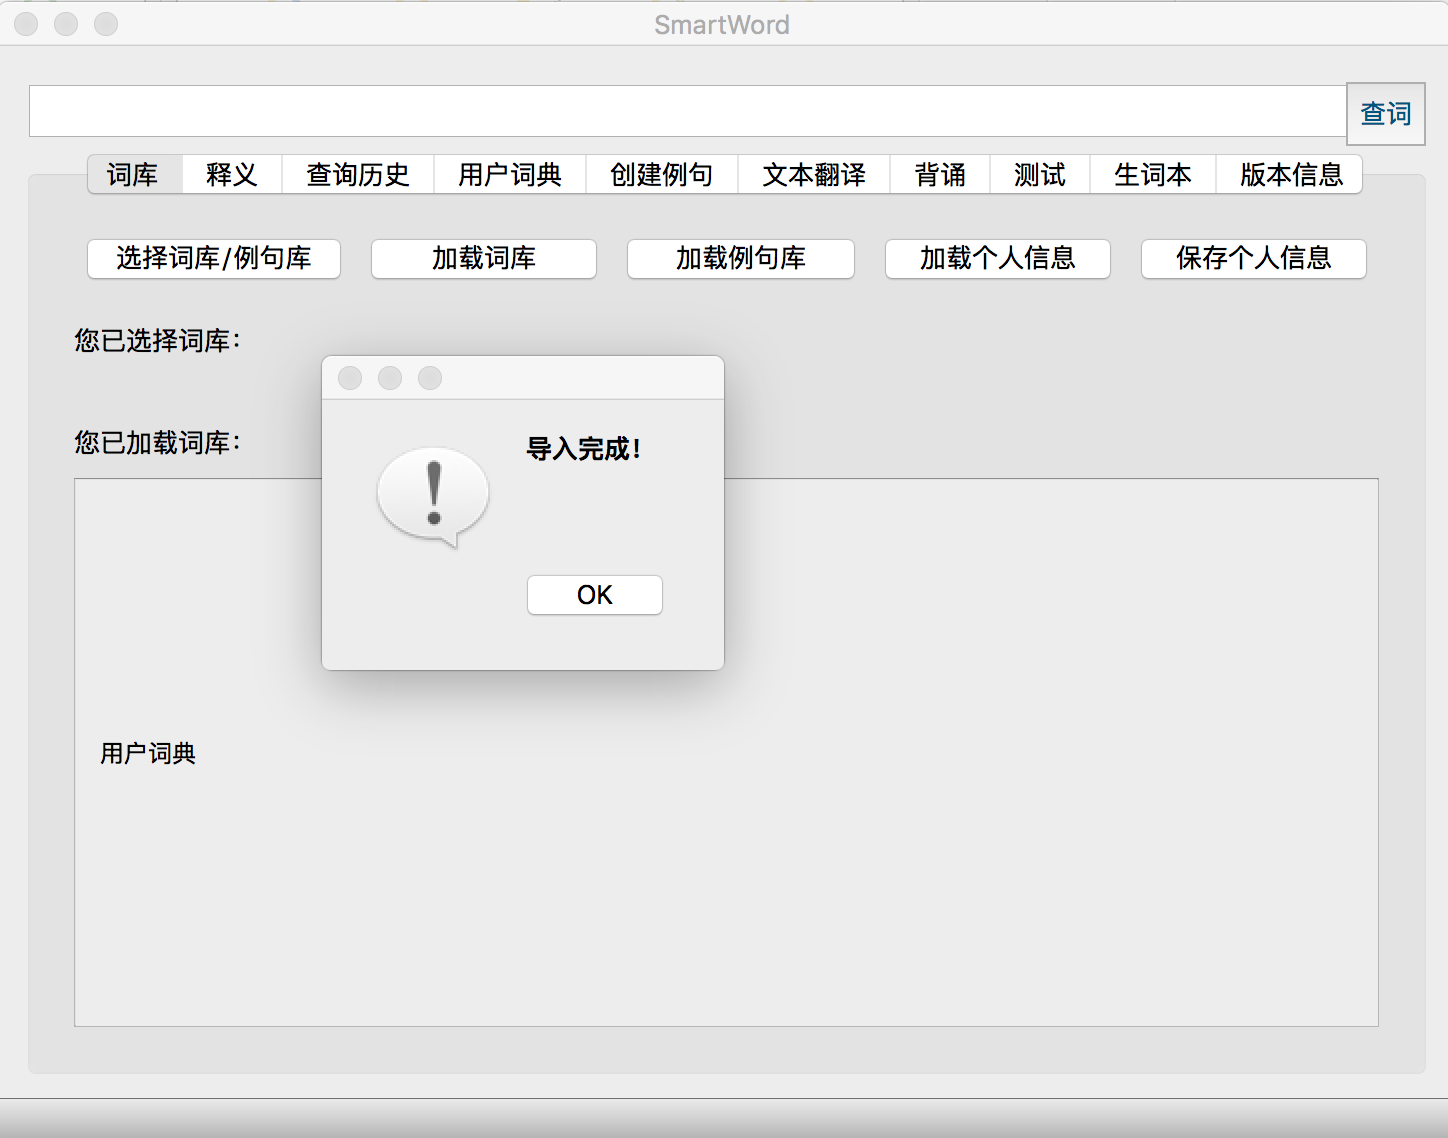 SmartWord
查词
词库 释义 查询历史 用户词典 创建例句 文本翻译 背诵 测试 生词本 版本信息
选择词库/例句库 加载词库 加载例句库 加载个人信息 保存个人信息
您已选择词库：
您已加载词库：
导入完成！
OK
用户词典